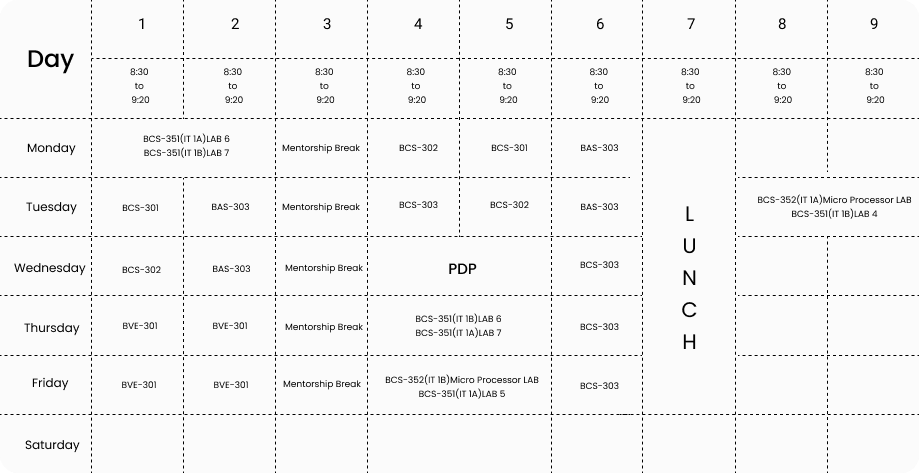 Day
1 2 3 4 5 6 7 8 9
8:30 8:30 8:30 8:30 8:30 8:30 8:30 8:30 8:30
to to to to to to to to to
9:20 9:20 9:20 9:20 9:20 9:20 9:20 9:20 9:20
Monday
BCS-351(IT 1A)LAB 6
BCS-351(IT 1B)LAB 7
Mentorship Break
BCS-302
BCS-301
BAS-303
Tuesday
BCS-301
BAS-303
Mentorship Break
BCS-303
BCS-302
BAS-303
BCS-352(IT 1A)Micro Processor LAB
BCS-351(IT 1B)LAB 4
Wednesday
BCS-302
BAS-303
Mentorship Break
PDP
BCS-303
Thursday
BVE-301
BVE-301
Mentorship Break
BCS-351(IT 1B)LAB 6
BCS-351(IT 1A)LAB 7
BCS-303
Friday
BVE-301
BVE-301
Mentorship Break
BCS-352(IT 1B)Micro Processor LAB
BCS-351(IT 1A)LAB 5
BCS-303
L
U
N
C
H
Saturday